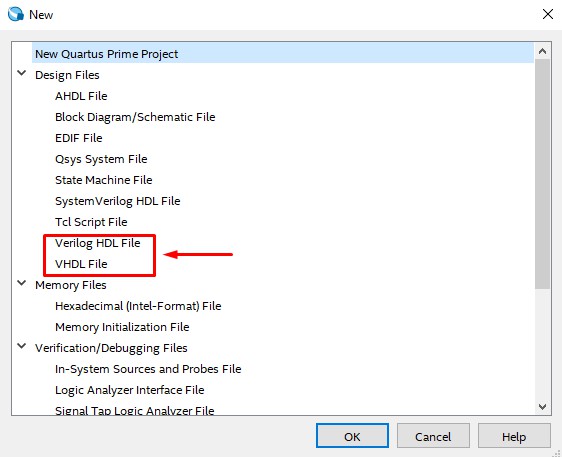 New
New Quartus Prime Project
Design Files
AHDL File
Block Diagram/Schematic File
EDIF File
Qsys System File
State Machine File
SystemVerilog HDL File
Tcl Script File
Verilog HDL File
VHDL File
Memory Files
Hexadecimal (Intel-Format) File
Memory Initialization File
Verification/Debugging Files
In-System Sources and Probes File
Logic Analyzer Interface File
Signal Tap Logic Analyzer File
OK Cancel Help